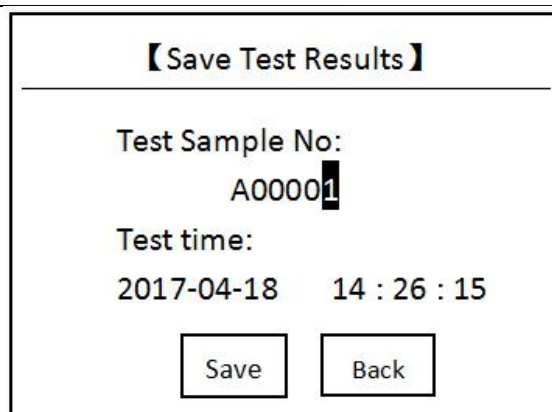 【Save Test Results】
Test Sample No:
A00001
Test time:
2017-04-18 14 : 26 : 15
Save Back